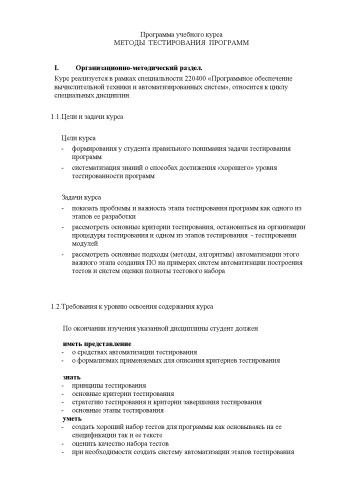 Программа учебного курса
МЕТОДЫ ТЕСТИРОВАНИЯ ПРОГРАММ
I. Организационно-методический раздел.
Курс реализуется в рамках специальности 220400 «Программное обеспечение
вычислительной техники и автоматизированных систем», относится к циклу
специальных дисциплин.
1.1.Цели и задачи курса
Цели курса
- формирования у студента правильного понимания задачи тестирования
программ
- систематизация знаний о способах достижения «хорошего» уровня
тестированности программ
Задачи курса
- показать проблемы и важность этапа тестирования программ как одного из
этапов ее разработки
- рассмотреть основные критерии тестирования, остановиться на организации
процедуры тестирования и одном из этапов тестирования - тестировании
модулей
- рассмотреть основные подходы (методы, алгоритмы) автоматизации этого
важного этапа создания ПО на примерах систем автоматизации построения
тестов и систем оценки полноты тестового набора
1.2.Требования к уровню освоения содержания курса
По окончании изучения указанной дисциплины студент должен
иметь представление
- о средствах автоматизации тестирования
- о формализмах применяемых для описания критериев тестирования
знать
- принципы тестирования
- основные критерии тестирования
- стратегию тестирования и критерии завершения тестирования
- основные этапы тестирования
уметь
- создать хороший набор тестов для программы как основываясь на ее
спецификации так и ее тексте
- оценить качество набора тестов
- при необходимости создать систему автоматизации этапов тестирования